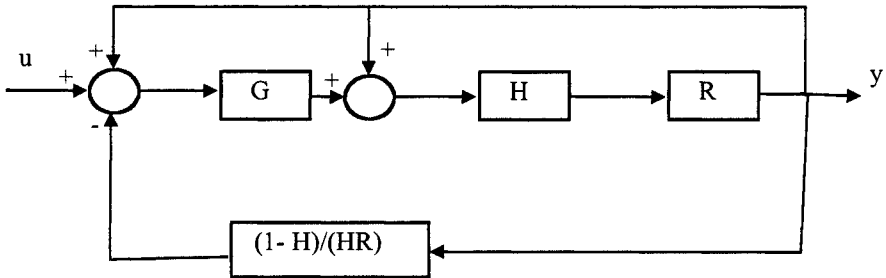 +
+
u
+
G
+
H
R
y
-
(1- H)/(HR)